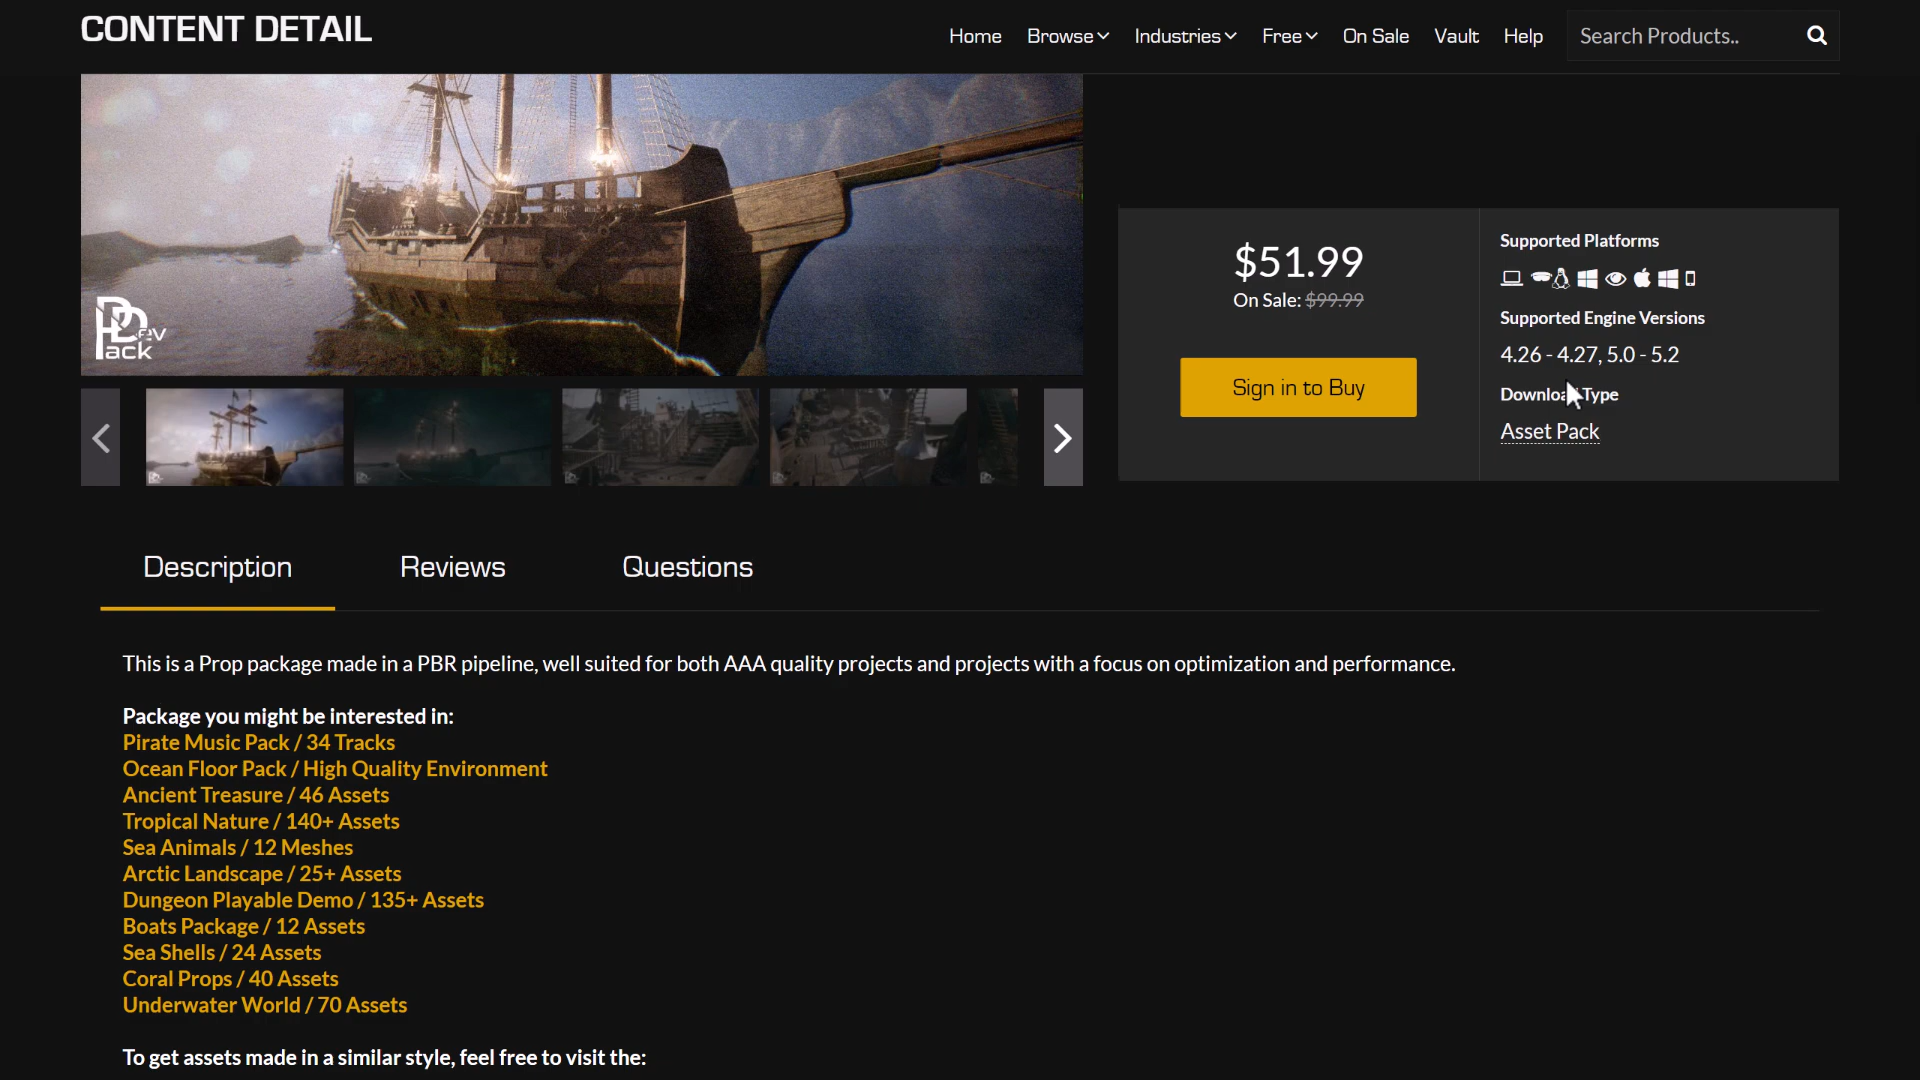 CONTENT DETAIL
Home Browse Industries Free On Sale Vault Help Search Products..
PDev
Pack
$51.99
On Sale: $99.99
Sign in to Buy
Supported Platforms
Supported Engine Versions
4.26 - 4.27, 5.0 - 5.2
Download Type
Asset Pack
Description Reviews Questions
This is a Prop package made in a PBR pipeline, well suited for both AAA quality projects and projects with a focus on optimization and performance.
Package you might be interested in:
Pirate Music Pack / 34 Tracks
Ocean Floor Pack / High Quality Environment
Ancient Treasure / 46 Assets
Tropical Nature / 140+ Assets
Sea Animals / 12 Meshes
Arctic Landscape / 25+ Assets
Dungeon Playable Demo / 135+ Assets
Boats Package / 12 Assets
Sea Shells / 24 Assets
Coral Props / 40 Assets
Underwater World / 70 Assets
To get assets made in a similar style, feel free to visit the: